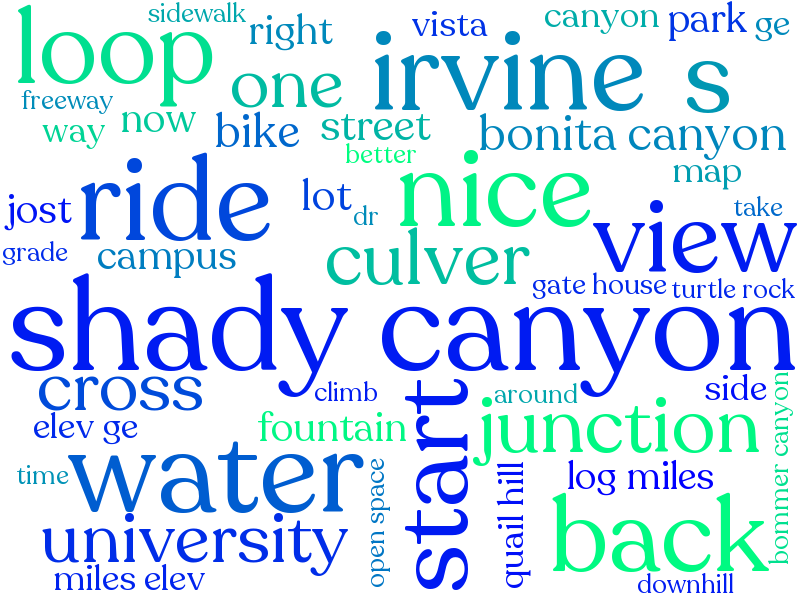 sidewalk
canyon
loop
right
vista
park
ge
freeway
one
irvine s
way
now
bike
street
bonita canyon
better
map
jost
ride
lot
dr
nice
take
grade
campus
culver
view
gate house
turtle rock
shady canyon
cross
climb
around
side
elev ge
fountain
start
junction
bommer canyon
time
water
open space
quail hill
log miles
university
back
miles elev
downhill